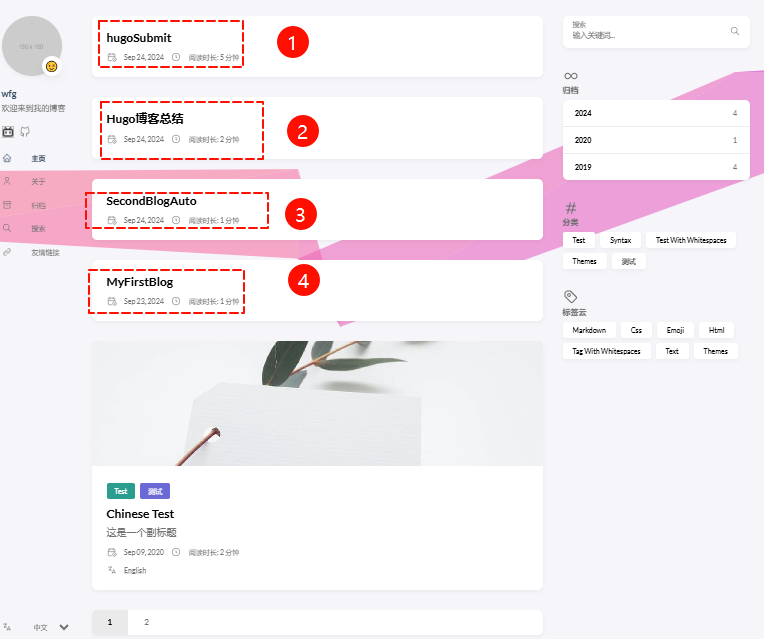 150 x 150
wfg
欢迎来到我的博客
主页
关于
归档
搜索
友情链接
中文
hugoSubmit
Sep 24, 2024 阅读时长: 5 分钟
1
Hugo博客总结
Sep 24, 2024 阅读时长: 2 分钟
2
SecondBlogAuto
Sep 24, 2024 阅读时长: 1 分钟
3
MyFirstBlog
Sep 23, 2024 阅读时长: 1 分钟
4
Test 测试
Chinese Test
这是一个副标题
Sep 09, 2020 阅读时长: 2 分钟
English
1 2
搜索
输入关键词...
归档
2024 4
2020 1
2019 4
分类
Test Syntax Test With Whitespaces
Themes 测试
标签云
Markdown Css Emoji Html
Tag With Whitespaces Text Themes